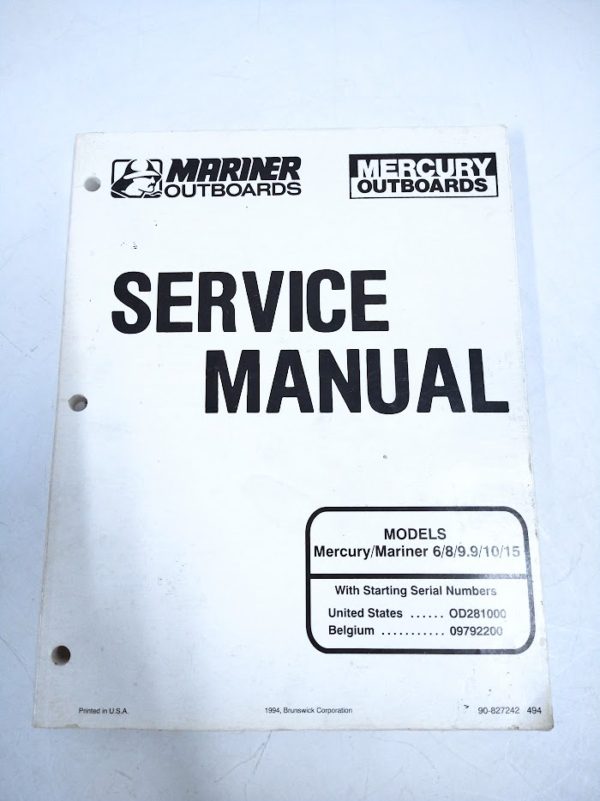 MARINER
OUTBOARDS
MERCURY
OUTBOARDS
SERVICE
MANUAL
MODELS
Mercury/Mariner 6/8/9.9/10/15
With Starting Serial Numbers
United States ...... OD281000
Belgium ........... 09792200
Printed in U.S.A. 1994, Brunswick Corporation 90-827242 494